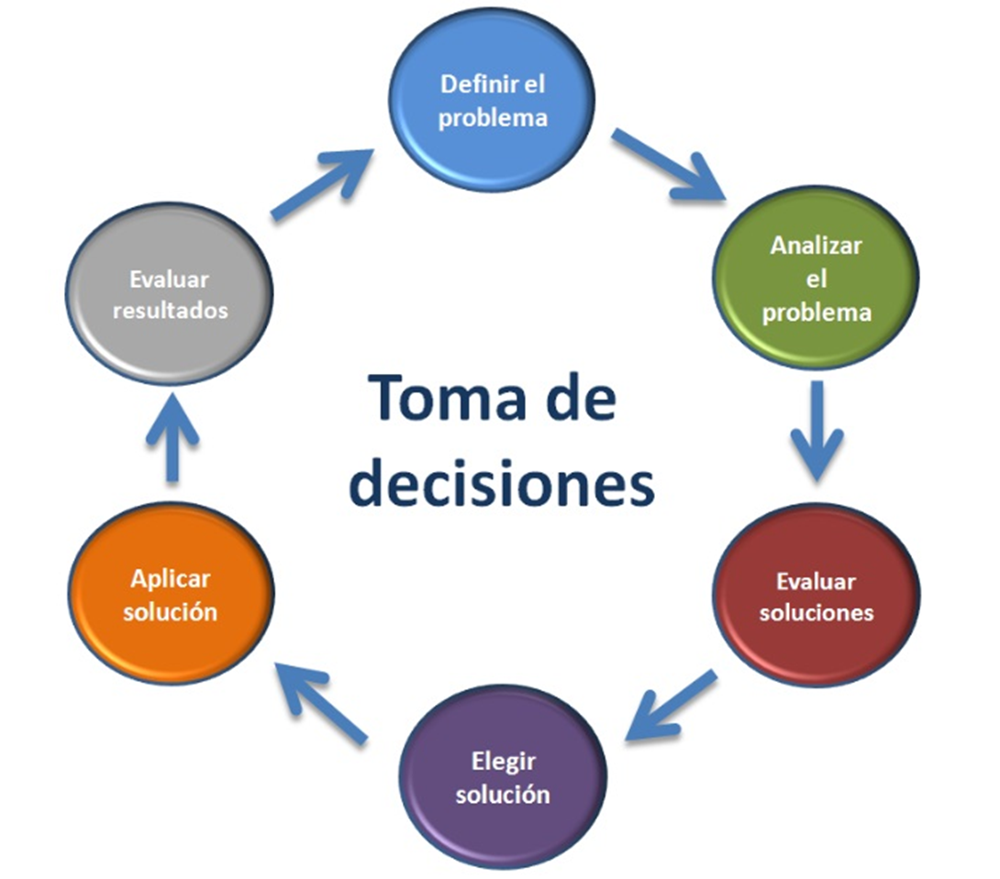 Definir el
problema
Analizar
el
problema
Evaluar
soluciones
Elegir
solución
Aplicar
solución
Evaluar
resultados
Toma de
decisiones